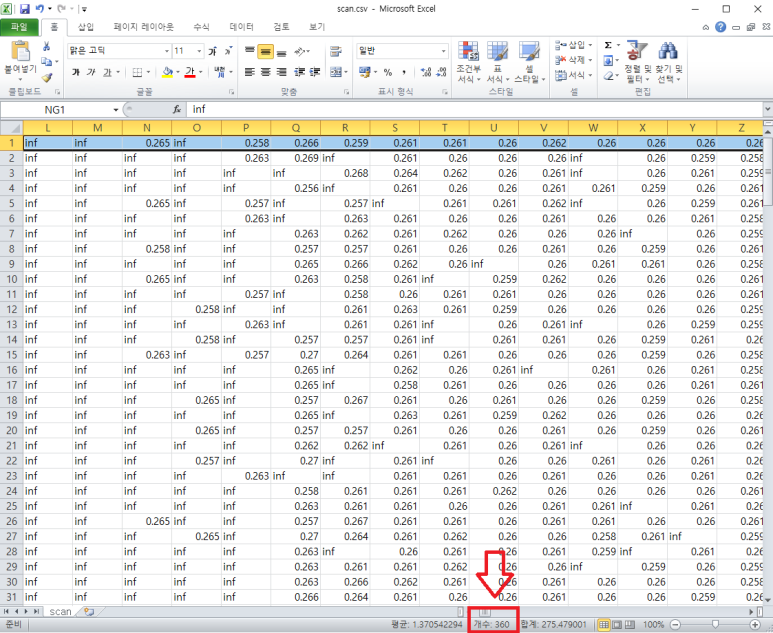 scan.csv - Microsoft Excel
파일 홈 삽입 페이지 레이아웃 수식 데이터 검토 보기
붙여넣기 맑은 고딕 11 가 가 가 일반 조건부 서식 표 서식 셀 스타일 삽입 삭제 서식 정렬 및 필터 찾기 및 선택
클립보드 글꼴 맞춤 표시 형식 스타일 셀 편집
NG1 fx inf
L M N O P Q R S T U V W X Y Z
1 inf inf 0.265 inf 0.258 0.266 0.259 0.261 0.261 0.26 0.262 0.26 0.26 0.26 0.26
2 inf inf inf inf 0.263 0.269 inf 0.261 0.26 0.26 0.26 inf 0.26 0.259 0.258
3 inf inf inf inf inf inf 0.268 0.264 0.262 0.26 0.261 inf 0.26 0.261 0.259
4 inf inf inf inf inf 0.256 inf 0.261 0.26 0.26 0.261 0.261 0.259 0.26 0.261
5 inf inf 0.265 inf 0.257 inf 0.257 inf 0.261 0.261 0.262 inf 0.26 0.259 0.261
6 inf inf inf inf 0.263 inf 0.263 0.261 0.26 0.26 0.261 0.26 0.26 0.261 0.258
7 inf inf inf inf inf 0.263 0.262 0.261 0.262 0.26 0.26 0.26 inf 0.26 0.259
8 inf inf 0.258 inf inf 0.257 0.257 0.261 0.26 0.26 0.261 0.26 0.259 0.26 0.261
9 inf inf inf inf inf 0.265 0.266 0.262 0.26 inf 0.26 0.261 0.261 0.26 0.258
10 inf inf 0.265 inf inf 0.263 0.258 0.261 inf 0.259 0.262 0.26 0.26 0.26 0.261
11 inf inf inf inf 0.257 inf 0.258 0.26 0.261 0.261 0.26 0.26 0.26 0.26 0.261
12 inf inf inf 0.258 inf inf 0.261 0.263 0.261 0.259 0.26 0.26 0.26 0.26 0.259
13 inf inf inf inf 0.263 inf 0.261 0.261 inf 0.26 0.261 inf 0.26 0.259 0.259
14 inf inf inf 0.258 inf 0.257 0.257 0.261 inf 0.261 0.261 0.26 0.259 0.261 0.26
15 inf inf 0.263 inf 0.257 0.27 0.264 0.261 0.261 0.26 0.26 0.26 0.259 0.26 0.258
16 inf inf inf inf inf 0.265 inf 0.262 0.26 0.261 inf 0.261 0.26 0.261 0.258
17 inf inf inf inf inf 0.265 inf 0.258 0.261 0.26 0.26 0.26 0.26 0.261 0.261
18 inf inf inf 0.265 inf 0.257 0.267 0.261 0.26 0.261 0.26 0.26 0.259 0.26 0.258
19 inf inf inf inf inf 0.265 inf 0.263 0.261 0.259 0.262 0.26 0.26 0.26 0.258
20 inf inf inf 0.265 inf 0.257 0.257 0.261 0.26 0.26 0.26 0.26 0.259 0.26 0.261
21 inf inf inf inf inf 0.262 0.262 inf 0.261 0.26 0.261 inf 0.26 0.26 0.26
22 inf inf inf 0.257 inf 0.27 inf 0.261 inf 0.26 0.26 0.261 0.26 0.261 0.26
23 inf inf inf inf 0.263 inf inf 0.261 0.261 0.26 0.261 0.26 0.26 0.261 0.26
24 inf inf inf inf inf 0.258 0.261 0.261 0.261 0.262 0.26 0.26 0.26 0.26 0.261
25 inf inf inf inf inf 0.263 0.261 0.261 0.26 0.26 0.261 0.261 inf 0.261 0.26
26 inf inf 0.265 inf inf 0.257 0.267 0.261 0.262 0.26 0.261 0.261 0.26 0.26 0.261
27 inf inf inf 0.265 inf 0.27 0.264 0.261 0.262 0.26 0.26 0.258 0.261 inf 0.259
28 inf inf inf inf inf 0.263 inf 0.26 0.261 0.26 0.261 0.259 inf 0.261 0.26
29 inf inf inf inf inf 0.263 0.261 0.261 0.262 0.26 0.26 inf 0.259 0.26 0.259
30 inf inf inf inf inf 0.263 0.266 0.262 0.261 0.26 0.261 0.26 0.26 0.26 0.258
31 inf inf inf inf inf 0.266 0.264 0.261 0.26 0.26 0.261 0.26 0.26 0.259 0.26
scan
준비 평균: 1.370542294 개수: 360 합계: 275.479001 100%